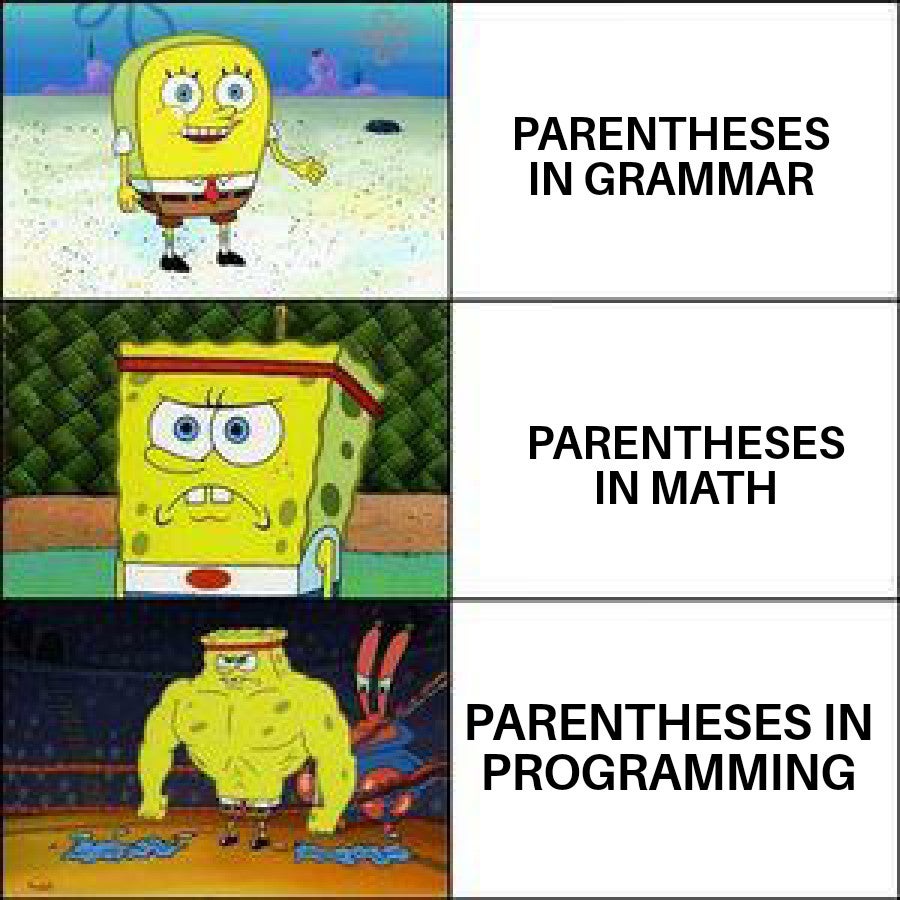 PARENTHESES
IN GRAMMAR
PARENTHESES
IN MATH
PARENTHESES IN
PROGRAMMING